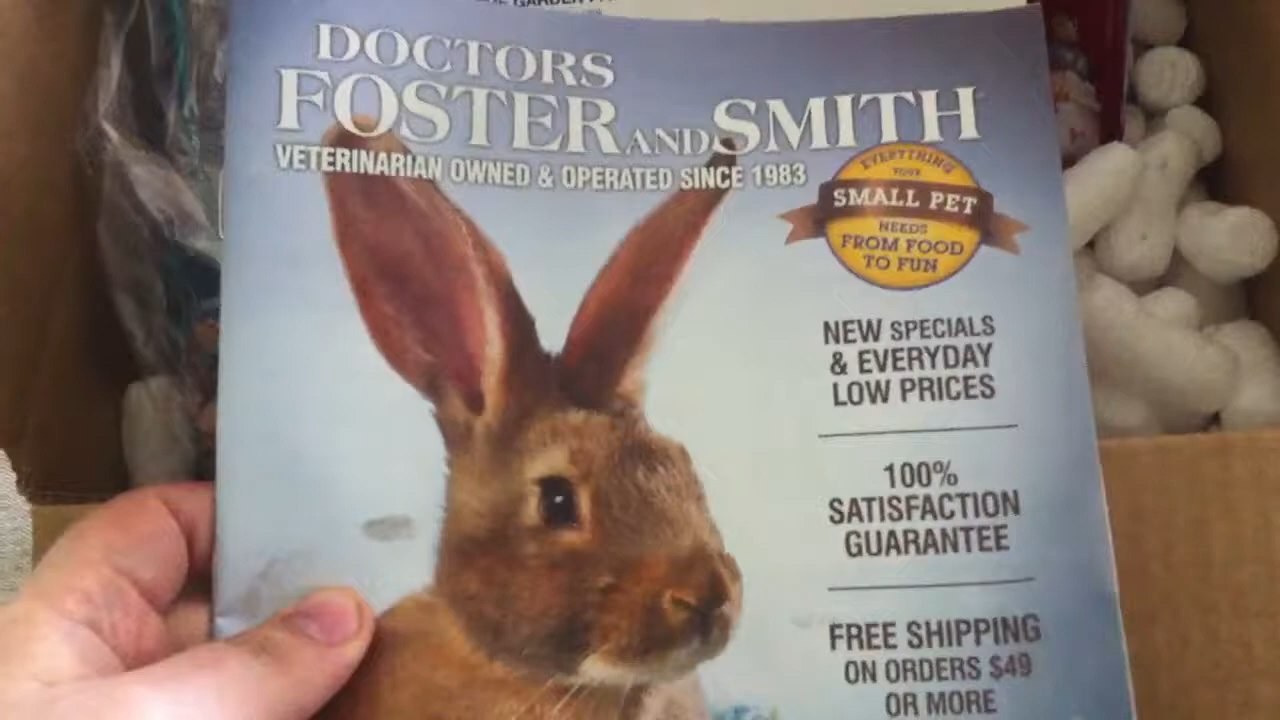 GARDEN
DOCTORS
FOSTER AND SMITH
VETERINARIAN OWNED & OPERATED SINCE 1983
EVERYTHING
YOUR
SMALL PET
NEEDS
FROM FOOD
TO FUN
NEW SPECIALS
& EVERYDAY
LOW PRICES
100%
SATISFACTION
GUARANTEE
FREE SHIPPING
ON ORDERS $49
OR MORE